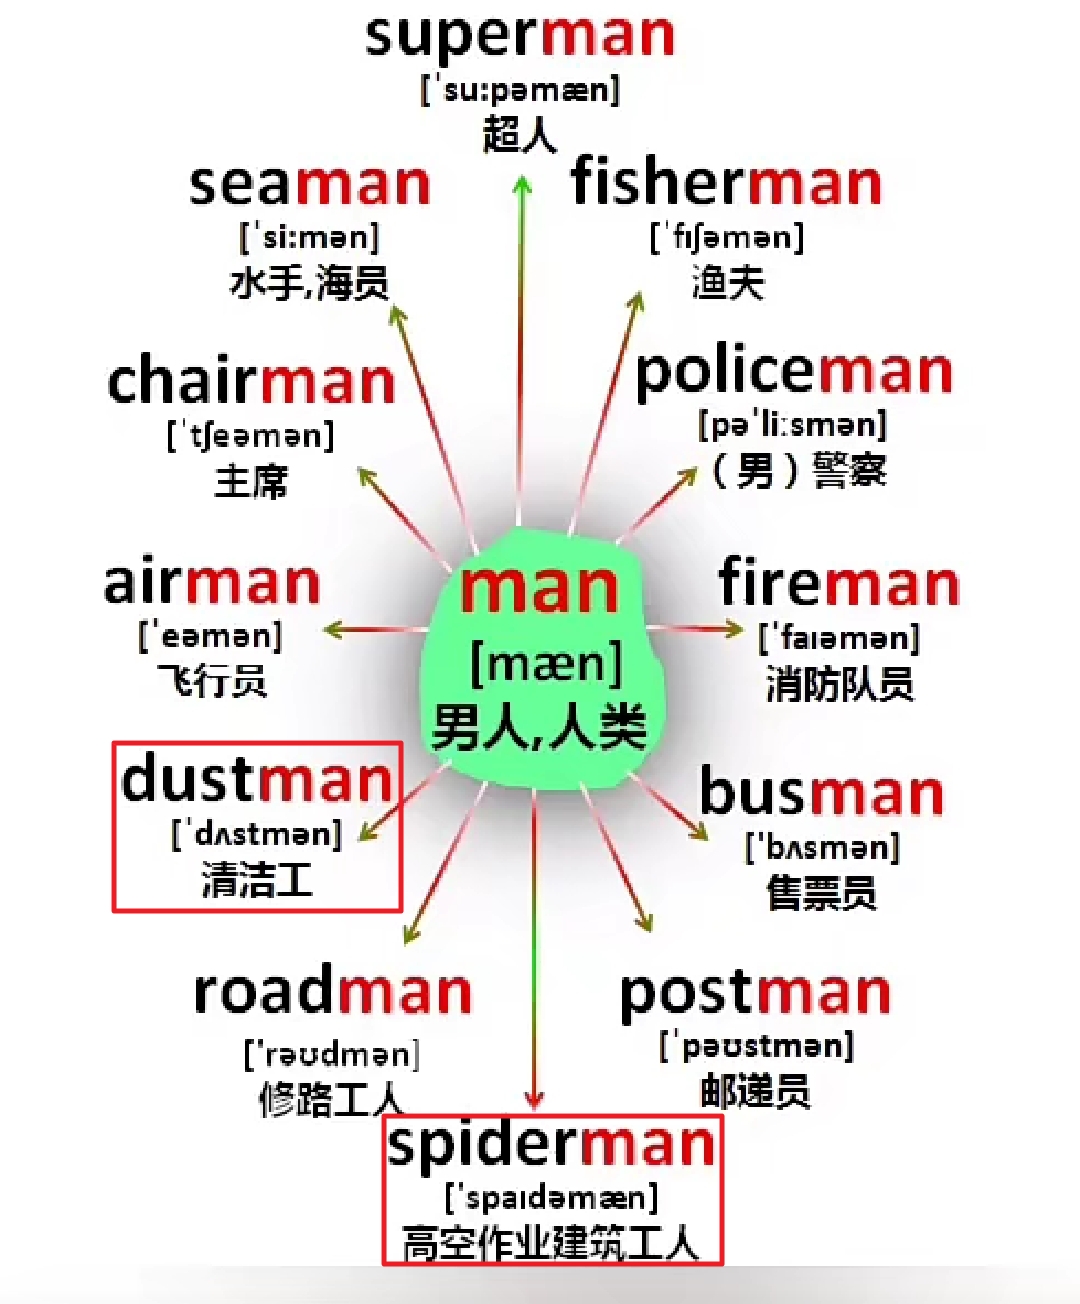 superman
[ˈsu:pəmæn]
超人
seaman
[ˈsi:mən]
水手,海员
fisherman
[ˈfɪʃəmən]
渔夫
chairman
[ˈtʃeəmən]
主席
policeman
[pəˈli:smən]
（男）警察
airman
[ˈeəmən]
飞行员
man
[mæn]
男人,人类
fireman
[ˈfaɪəmən]
消防队员
dustman
[ˈdʌstmən]
清洁工
busman
['bʌsmən]
售票员
roadman
['rəʊdmən]
修路工人
postman
[ˈpəʊstmən]
邮递员
spiderman
[ˈspaɪdəmæn]
高空作业建筑工人